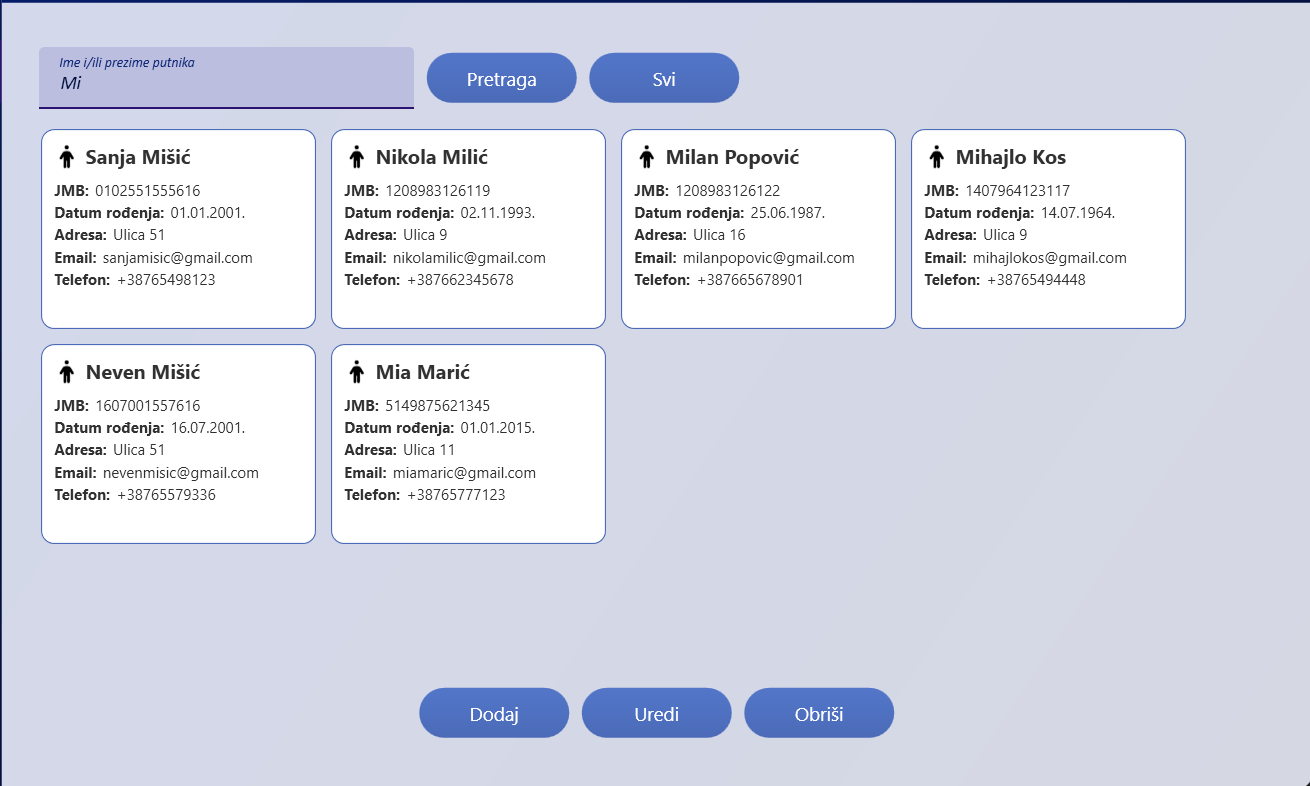 Ime i/ili prezime putnika
Mi
Pretraga
Svi
Sanja Mišić
JMB: 0102551555616
Datum rođenja: 01.01.2001.
Adresa: Ulica 51
Email: sanjamisic@gmail.com
Telefon: +38765498123
Nikola Milić
JMB: 1208983126119
Datum rođenja: 02.11.1993.
Adresa: Ulica 9
Email: nikolamilic@gmail.com
Telefon: +387662345678
Milan Popović
JMB: 1208983126122
Datum rođenja: 25.06.1987.
Adresa: Ulica 16
Email: milanpopovic@gmail.com
Telefon: +387665678901
Mihajlo Kos
JMB: 1407964123117
Datum rođenja: 14.07.1964.
Adresa: Ulica 9
Email: mihajlokos@gmail.com
Telefon: +38765494448
Neven Mišić
JMB: 1607001557616
Datum rođenja: 16.07.2001.
Adresa: Ulica 51
Email: nevenmisic@gmail.com
Telefon: +38765579336
Mia Marić
JMB: 5149875621345
Datum rođenja: 01.01.2015.
Adresa: Ulica 11
Email: miamaric@gmail.com
Telefon: +38765777123
Dodaj
Uredi
Obriši